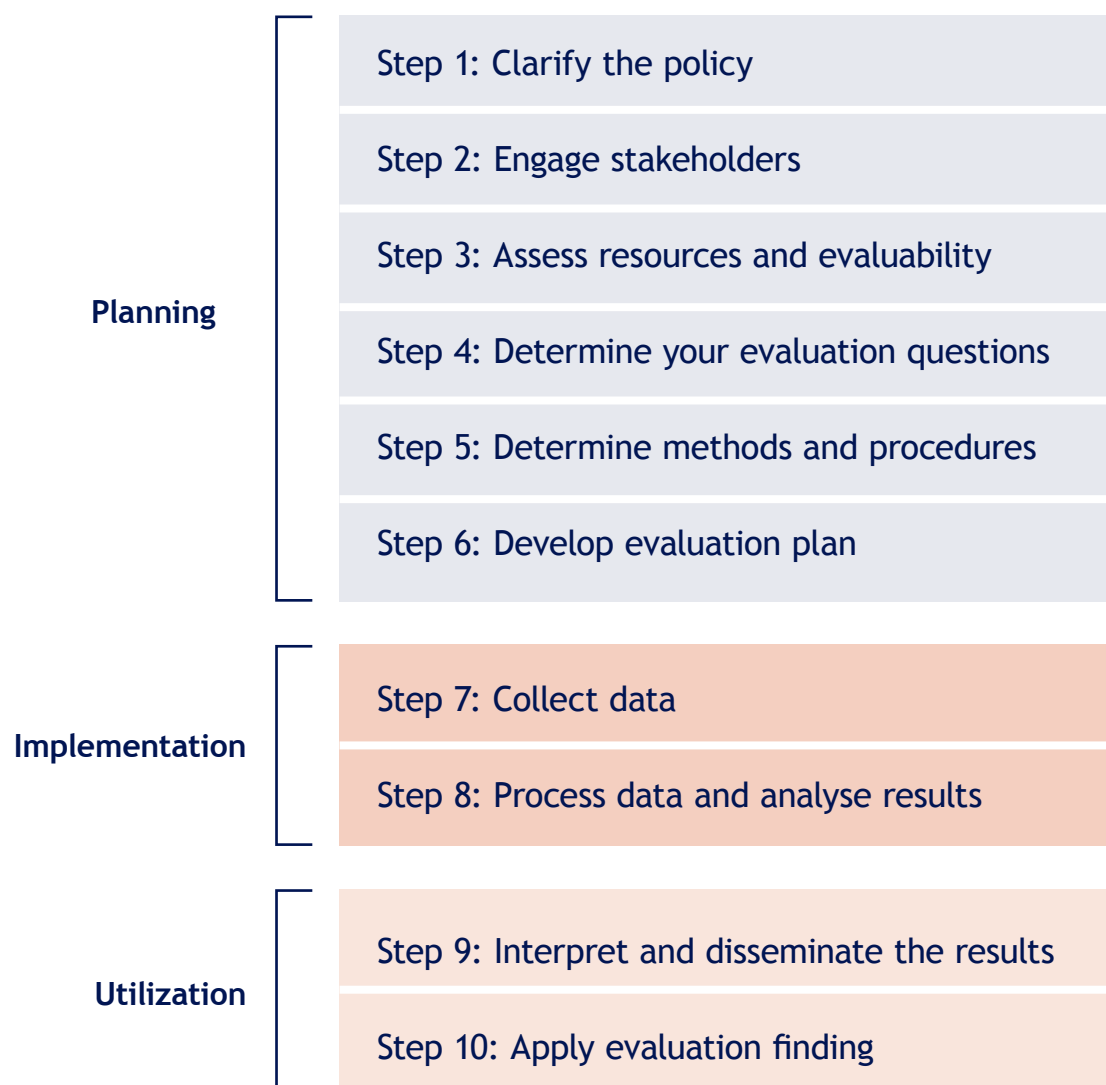 Planning
Step 1: Clarify the policy
Step 2: Engage stakeholders
Step 3: Assess resources and evaluability
Step 4: Determine your evaluation questions
Step 5: Determine methods and procedures
Step 6: Develop evaluation plan
Implementation
Step 7: Collect data
Step 8: Process data and analyse results
Utilization
Step 9: Interpret and disseminate the results
Step 10: Apply evaluation finding